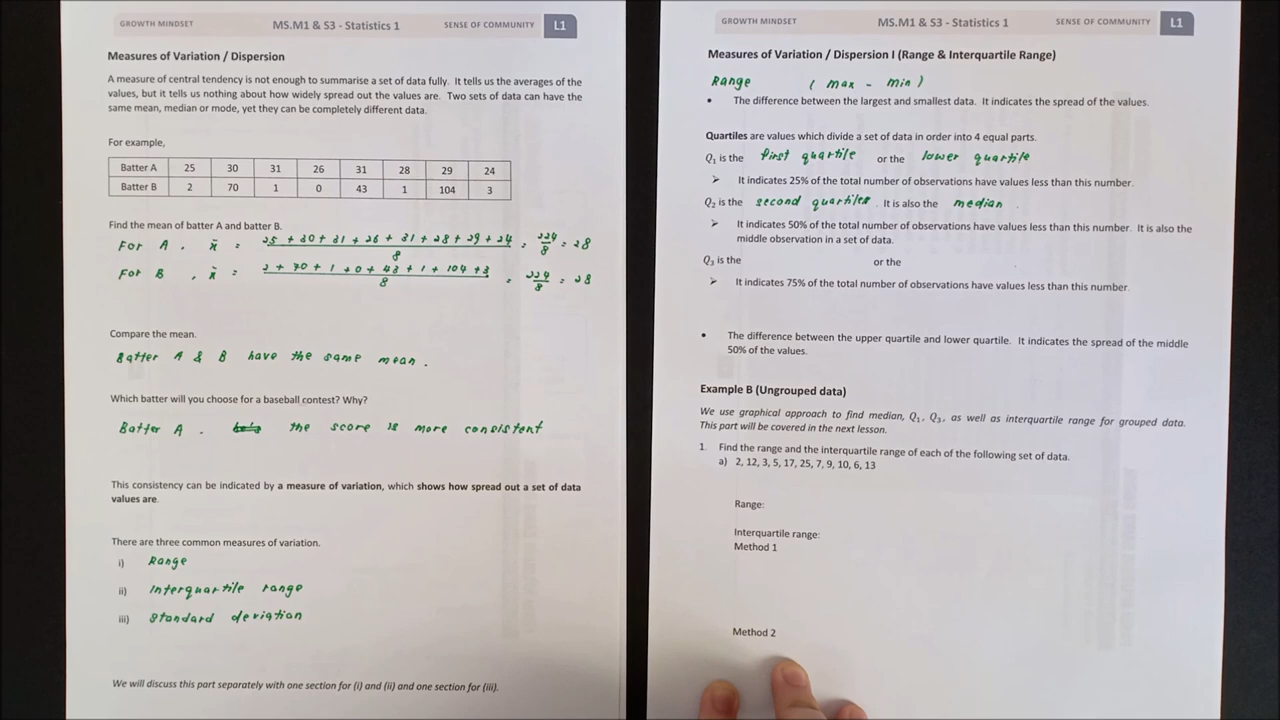 GROWTH MINDSET MS.M1 & S3 - Statistics 1 SENSE OF COMMUNITY L1
Measures of Variation / Dispersion
A measure of central tendency is not enough to summarise a set of data fully. It tells us the averages of the
values, but it tells us nothing about how widely spread out the values are. Two sets of data can have the
same mean, median or mode, yet they can be completely different data.
For example,
Batter A 25 30 31 26 31 28 29 24
Batter B 2 70 1 0 43 1 104 3
Find the mean of batter A and batter B.
For A , x̄ = 25 + 30 + 31 + 26 + 31 + 28 + 29 + 24 / 8 = 224 / 8 = 28
For B , x̄ = 2 + 70 + 1 + 0 + 43 + 1 + 104 + 3 / 8 = 224 / 8 = 28
Compare the mean.
Batter A & B have the same mean .
Which batter will you choose for a baseball contest? Why?
Batter A . the score is more consistent
This consistency can be indicated by a measure of variation, which shows how spread out a set of data
values are.
There are three common measures of variation.
i) Range
ii) Interquartile range
iii) Standard deviation
We will discuss this part separately with one section for (i) and (ii) and one section for (iii).
GROWTH MINDSET MS.M1 & S3 - Statistics 1 SENSE OF COMMUNITY L1
Measures of Variation / Dispersion I (Range & Interquartile Range)
Range ( max - min )
• The difference between the largest and smallest data. It indicates the spread of the values.
Quartiles are values which divide a set of data in order into 4 equal parts.
Q1 is the first quartile or the lower quartile
➢ It indicates 25% of the total number of observations have values less than this number.
Q2 is the second quartiles . It is also the median .
➢ It indicates 50% of the total number of observations have values less than this number. It is also the
middle observation in a set of data.
Q3 is the or the
➢ It indicates 75% of the total number of observations have values less than this number.
• The difference between the upper quartile and lower quartile. It indicates the spread of the middle
50% of the values.
Example B (Ungrouped data)
We use graphical approach to find median, Q1, Q3, as well as interquartile range for grouped data.
This part will be covered in the next lesson.
1. Find the range and the interquartile range of each of the following set of data.
a) 2, 12, 3, 5, 17, 25, 7, 9, 10, 6, 13
Range:
Interquartile range:
Method 1
Method 2